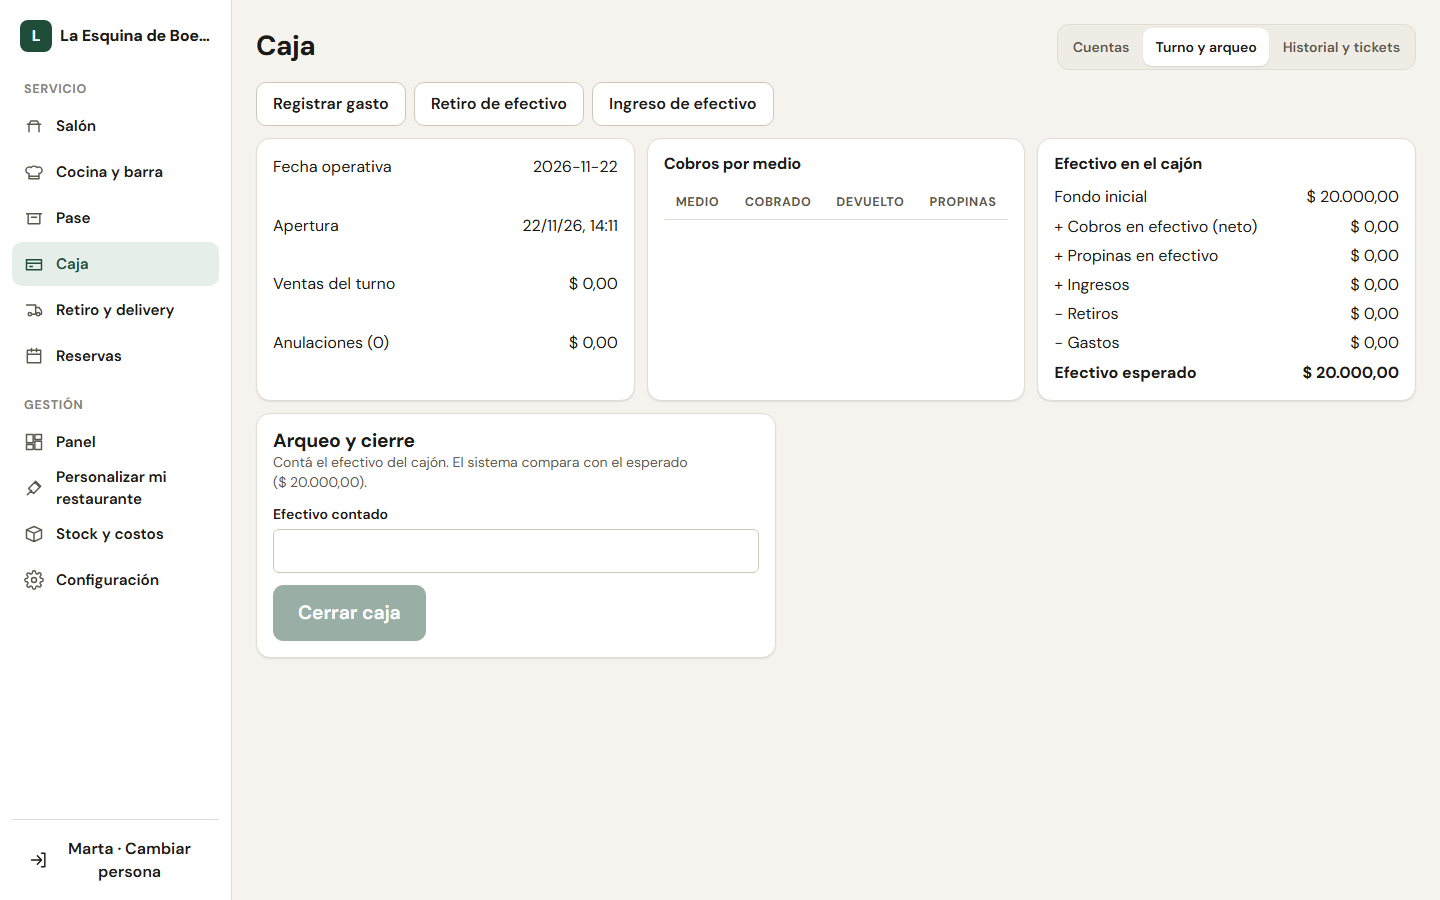 L La Esquina de Boe...
SERVICIO
Salón
Cocina y barra
Pase
Caja
Retiro y delivery
Reservas
GESTIÓN
Panel
Personalizar mi
restaurante
Stock y costos
Configuración
Marta · Cambiar
persona
Caja
Cuentas Turno y arqueo Historial y tickets
Registrar gasto Retiro de efectivo Ingreso de efectivo
Fecha operativa 2026-11-22
Apertura 22/11/26, 14:11
Ventas del turno $ 0,00
Anulaciones (0) $ 0,00
Cobros por medio
MEDIO COBRADO DEVUELTO PROPINAS
Efectivo en el cajón
Fondo inicial $ 20.000,00
+ Cobros en efectivo (neto) $ 0,00
+ Propinas en efectivo $ 0,00
+ Ingresos $ 0,00
- Retiros $ 0,00
- Gastos $ 0,00
Efectivo esperado $ 20.000,00
Arqueo y cierre
Contá el efectivo del cajón. El sistema compara con el esperado
($ 20.000,00).
Efectivo contado
Cerrar caja